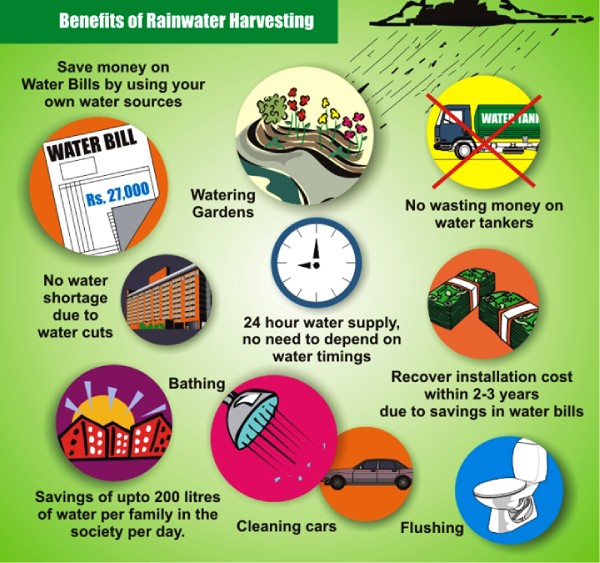 Benefits of Rainwater Harvesting
Save money on
Water Bills by using your
own water sources
WATER BILL
Rs. 27,000
Watering
Gardens
WATER TAN
No wasting money on
water tankers
No water
shortage
due to
water cuts
24 hour water supply,
no need to depend on
water timings
Recover installation cost
within 2-3 years
due to savings in water bills
Bathing
Savings of upto 200 litres
of water per family in the
society per day.
Cleaning cars
Flushing